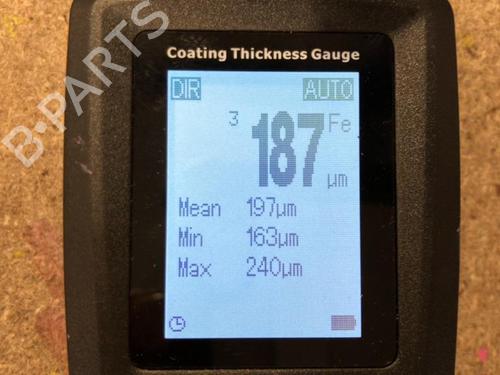 B-PARTS
Coating Thickness Gauge
DIR AUTO
3 187 Fe
µm
Mean 197µm
Min 163µm
Max 240µm